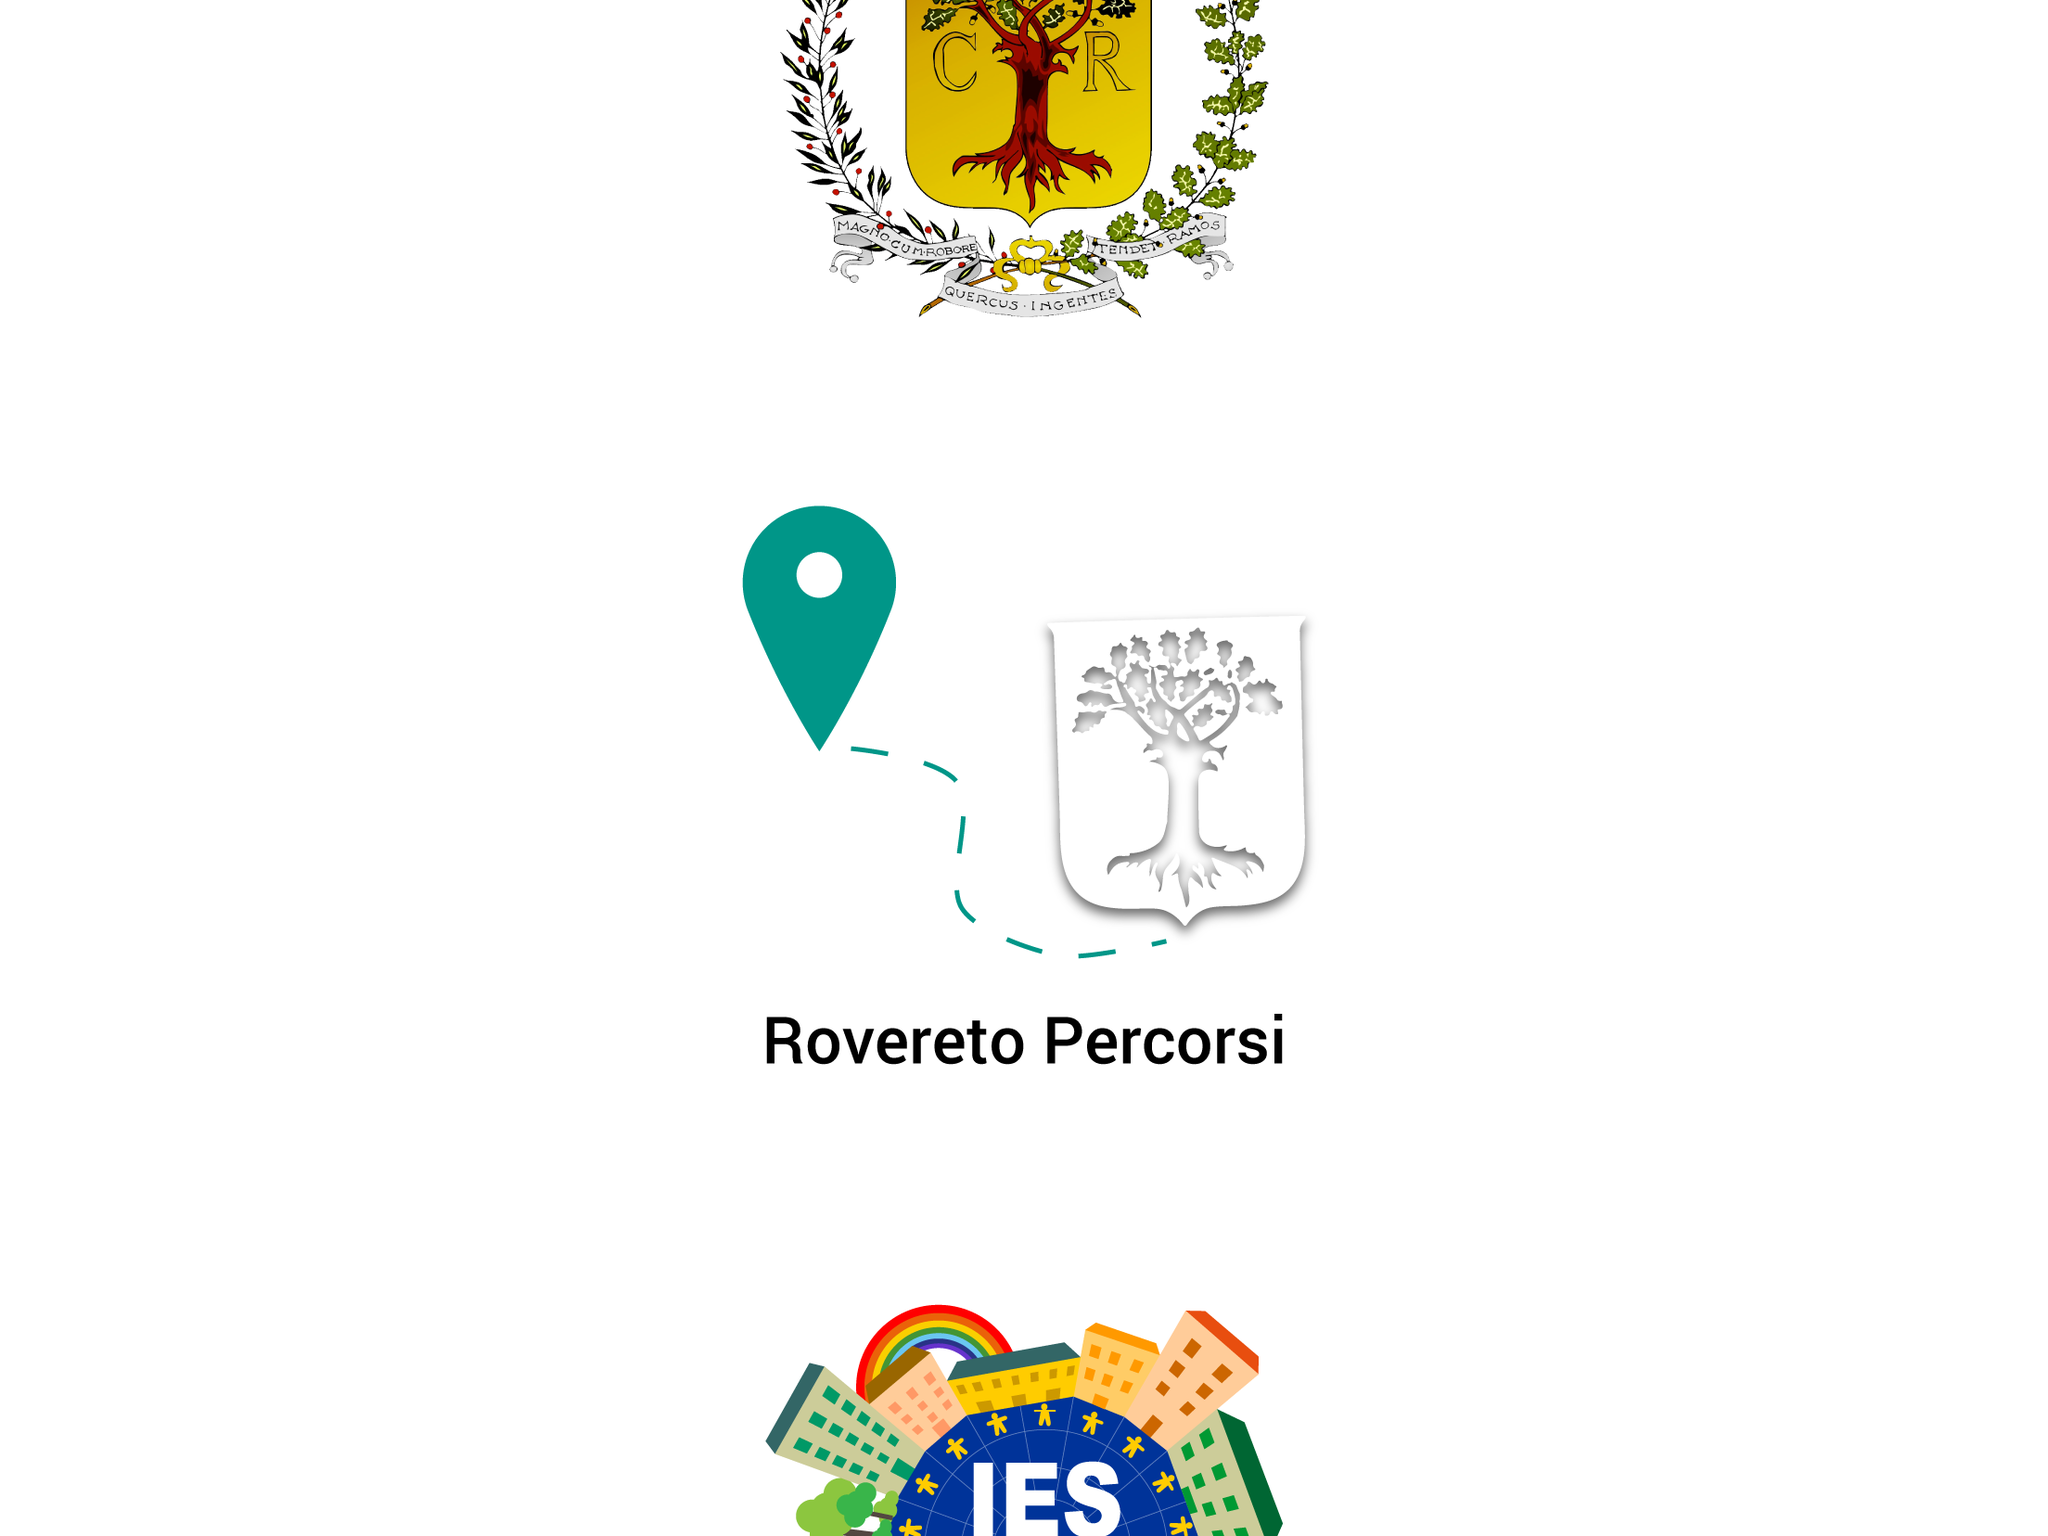 C R
MAGNO·CUM·ROBORE
QUERCUS·INGENTES
TENDET·RAMOS
Rovereto Percorsi
IES